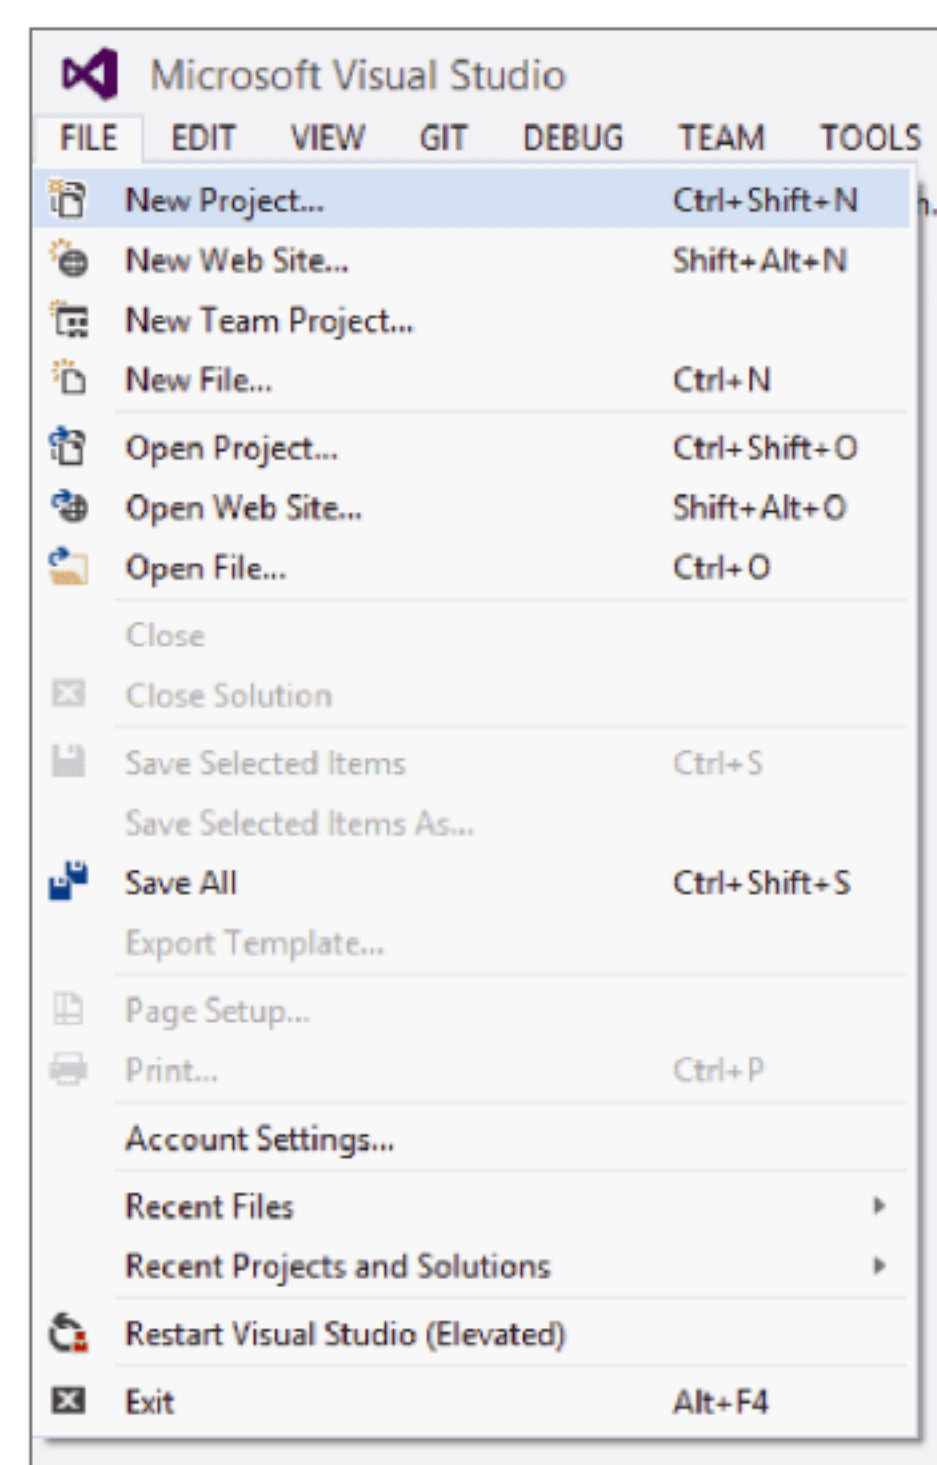 Microsoft Visual Studio
FILE EDIT VIEW GIT DEBUG TEAM TOOLS
New Project... Ctrl+Shift+N
New Web Site... Shift+Alt+N
New Team Project...
New File... Ctrl+N
Open Project... Ctrl+Shift+O
Open Web Site... Shift+Alt+O
Open File... Ctrl+O
Close
Close Solution
Save Selected Items Ctrl+S
Save Selected Items As...
Save All Ctrl+Shift+S
Export Template...
Page Setup...
Print... Ctrl+P
Account Settings...
Recent Files
Recent Projects and Solutions
Restart Visual Studio (Elevated)
Exit Alt+F4